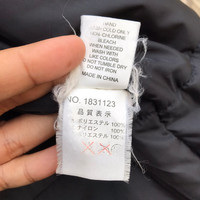 HAND
WASH COLD ONLY
NON-CHLORINE
BLEACH
WHEN NEEDED
WASH WITH
LIKE COLORS
DO NOT TUMBLE DRY
DO NOT IRON
MADE IN CHINA
NO. 1831123
品質表示
ポリエステル 100%
ナイロン 100%
ポリエステル 100%